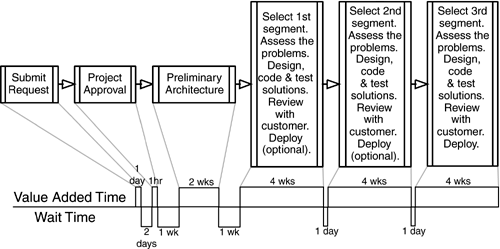 Submit
Request
Project
Approval
Preliminary
Architecture
Select 1st
segment.
Assess the
problems.
Design,
code & test
solutions.
Review
with
customer.
Deploy
(optional).
Select 2nd
segment.
Assess the
problems.
Design,
code
& test
solutions.
Review
with
customer.
Deploy
(optional).
Select 3rd
segment.
Assess the
problems.
Design,
code
& test
solutions.
Review
with
customer.
Deploy.
1
day 1hr
2 wks
4 wks
4 wks
4 wks
Value Added Time
Wait Time
2
days
1 wk
1 wk
1 day
1 day